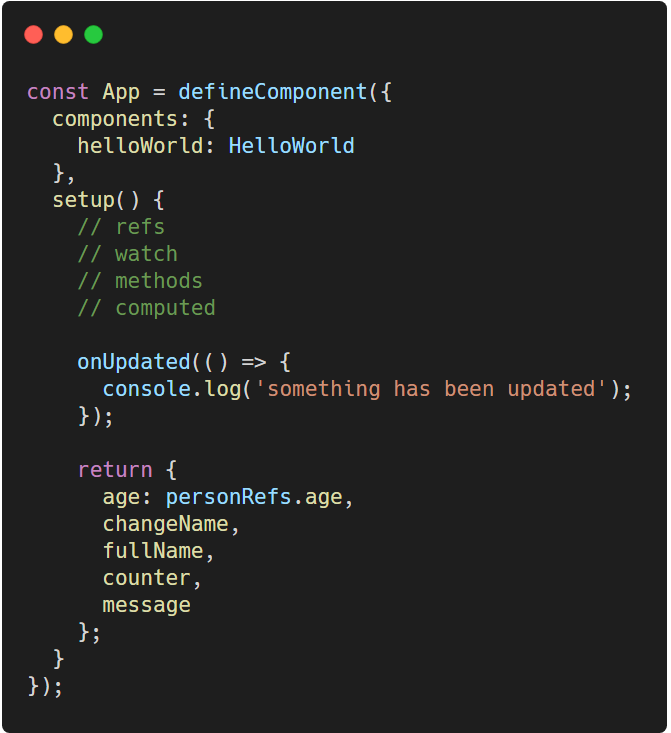 const App = defineComponent({
  components: {
    helloWorld: HelloWorld
  },
  setup() {
    // refs
    // watch
    // methods
    // computed

    onUpdated(() => {
      console.log('something has been updated');
    });

    return {
      age: personRefs.age,
      changeName,
      fullName,
      counter,
      message
    };
  }
});